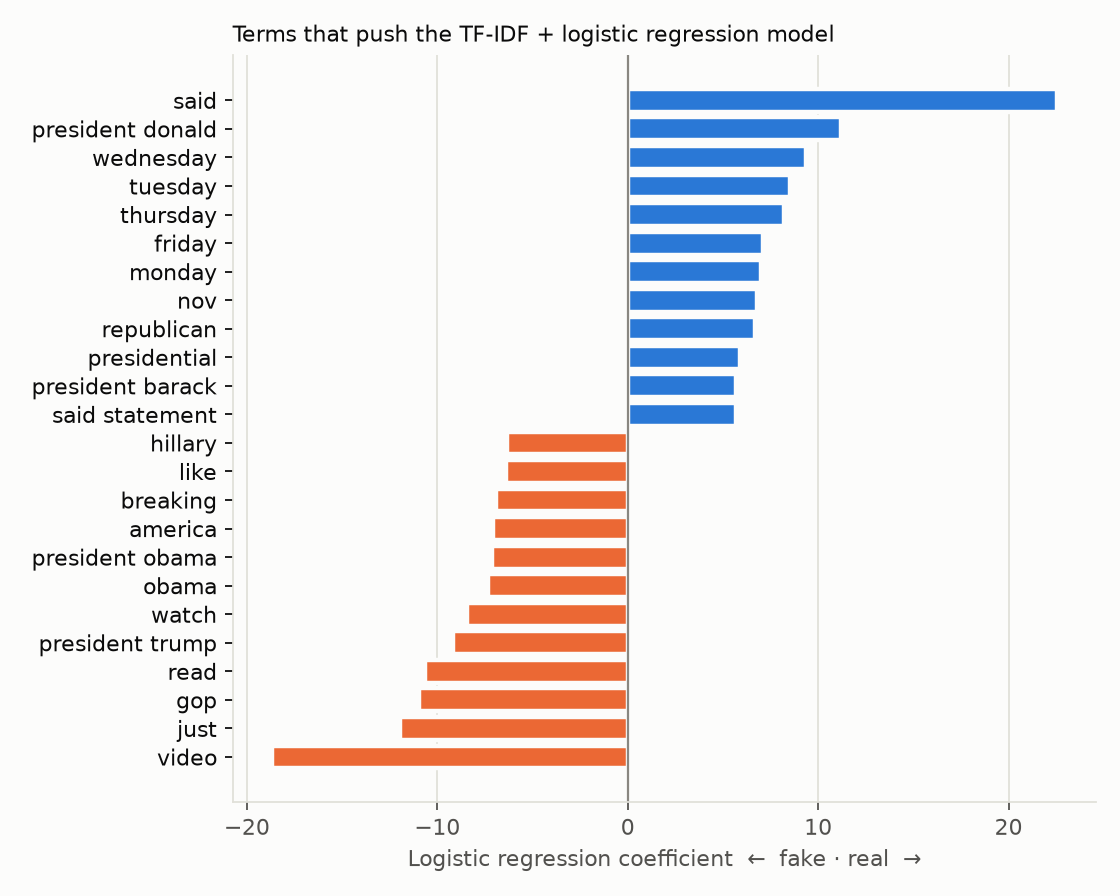 Terms that push the TF-IDF + logistic regression model
said
president donald
wednesday
tuesday
thursday
friday
monday
nov
republican
presidential
president barack
said statement
hillary
like
breaking
america
president obama
obama
watch
president trump
read
gop
just
video
−20 −10 0 10 20
Logistic regression coefficient ← fake · real →